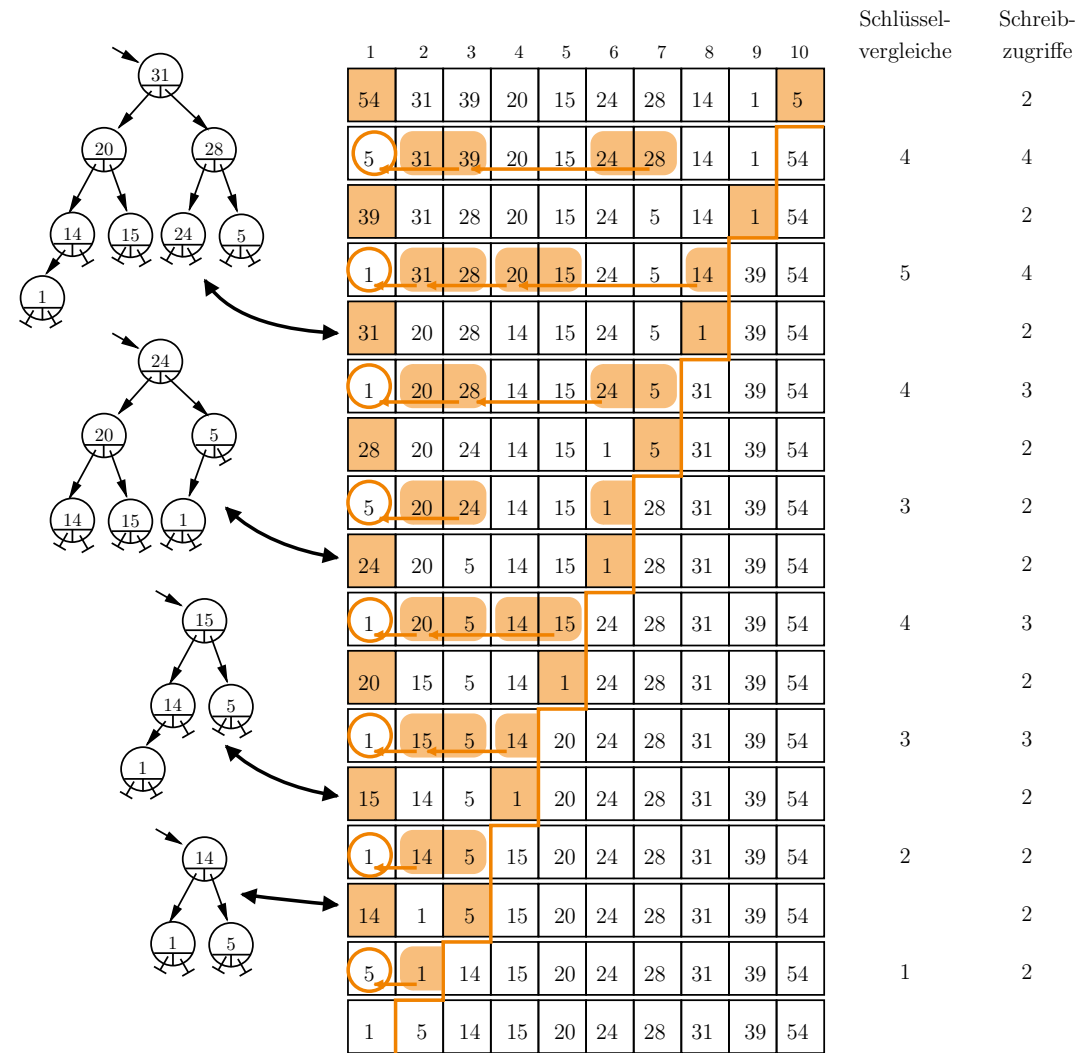 Schlüssel- Schreib-
vergleiche zugriffe
1 2 3 4 5 6 7 8 9 10
54 31 39 20 15 24 28 14 1 5 2
5 31 39 20 15 24 28 14 1 54 4 4
39 31 28 20 15 24 5 14 1 54 2
1 31 28 20 15 24 5 14 39 54 5 4
31 20 28 14 15 24 5 1 39 54 2
1 20 28 14 15 24 5 31 39 54 4 3
28 20 24 14 15 1 5 31 39 54 2
5 20 24 14 15 1 28 31 39 54 3 2
24 20 5 14 15 1 28 31 39 54 2
1 20 5 14 15 24 28 31 39 54 4 3
20 15 5 14 1 24 28 31 39 54 2
1 15 5 14 20 24 28 31 39 54 3 3
15 14 5 1 20 24 28 31 39 54 2
1 14 5 15 20 24 28 31 39 54 2 2
14 1 5 15 20 24 28 31 39 54 2
5 1 14 15 20 24 28 31 39 54 1 2
1 5 14 15 20 24 28 31 39 54
31
20 28
14 15 24 5
1
24
20 5
14 15 1
15
14 5
1
14
1 5